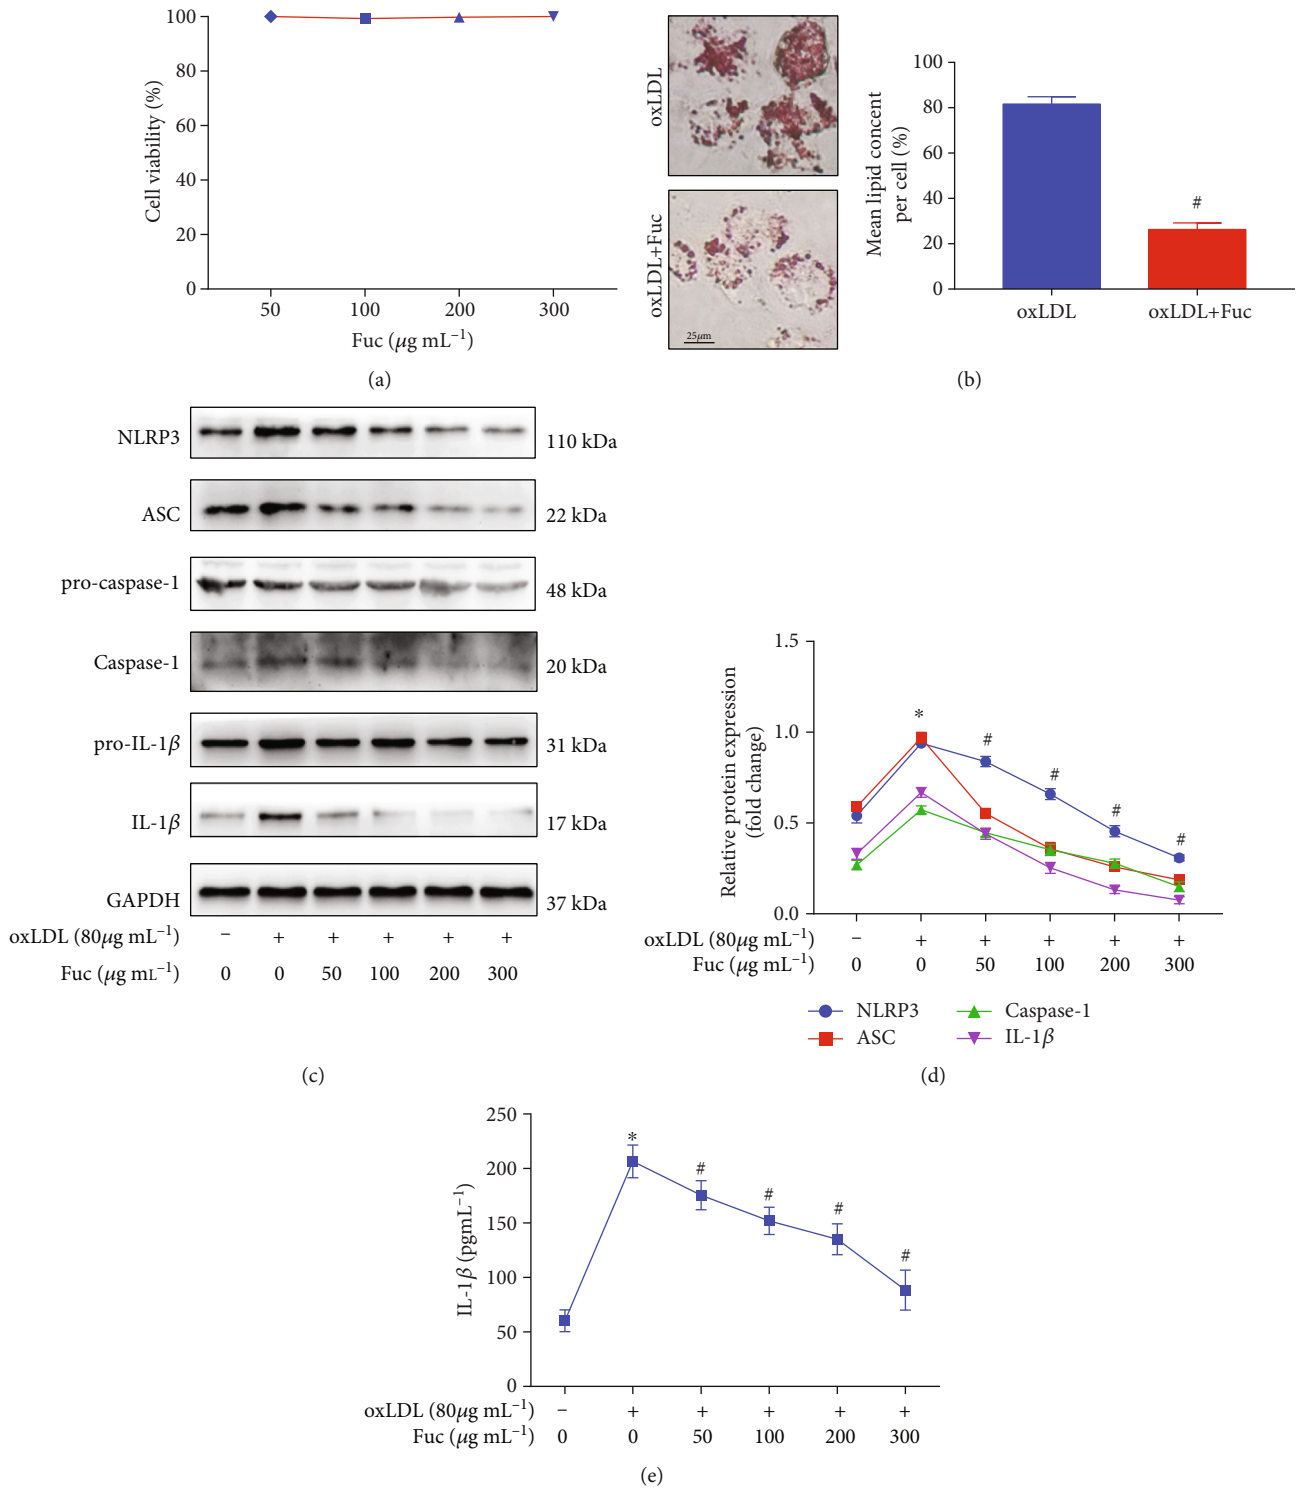 100
80
60
40
20
0
Cell viability (%)
50 100 200 300
Fuc (μg mL⁻¹)
(a)
oxLDL
oxLDL+Fuc
25μm
100
80
60
40
20
0
Mean lipid concent
per cell (%)
#
oxLDL oxLDL+Fuc
(b)
NLRP3 110 kDa
ASC 22 kDa
pro-caspase-1 48 kDa
Caspase-1 20 kDa
pro-IL-1β 31 kDa
IL-1β 17 kDa
GAPDH 37 kDa
oxLDL (80μg mL⁻¹) − + + + + +
Fuc (μg mL⁻¹) 0 0 50 100 200 300
(c)
1.5
1.0
0.5
0.0
Relative protein expression
(fold change)
* # # # #
oxLDL (80μg mL⁻¹) − + + + + +
Fuc (μg mL⁻¹) 0 0 50 100 200 300
NLRP3 Caspase-1
ASC IL-1β
(d)
250
200
150
100
50
0
IL-1β (pgmL⁻¹)
* # # # #
oxLDL (80μg mL⁻¹) − + + + + +
Fuc (μg mL⁻¹) 0 0 50 100 200 300
(e)